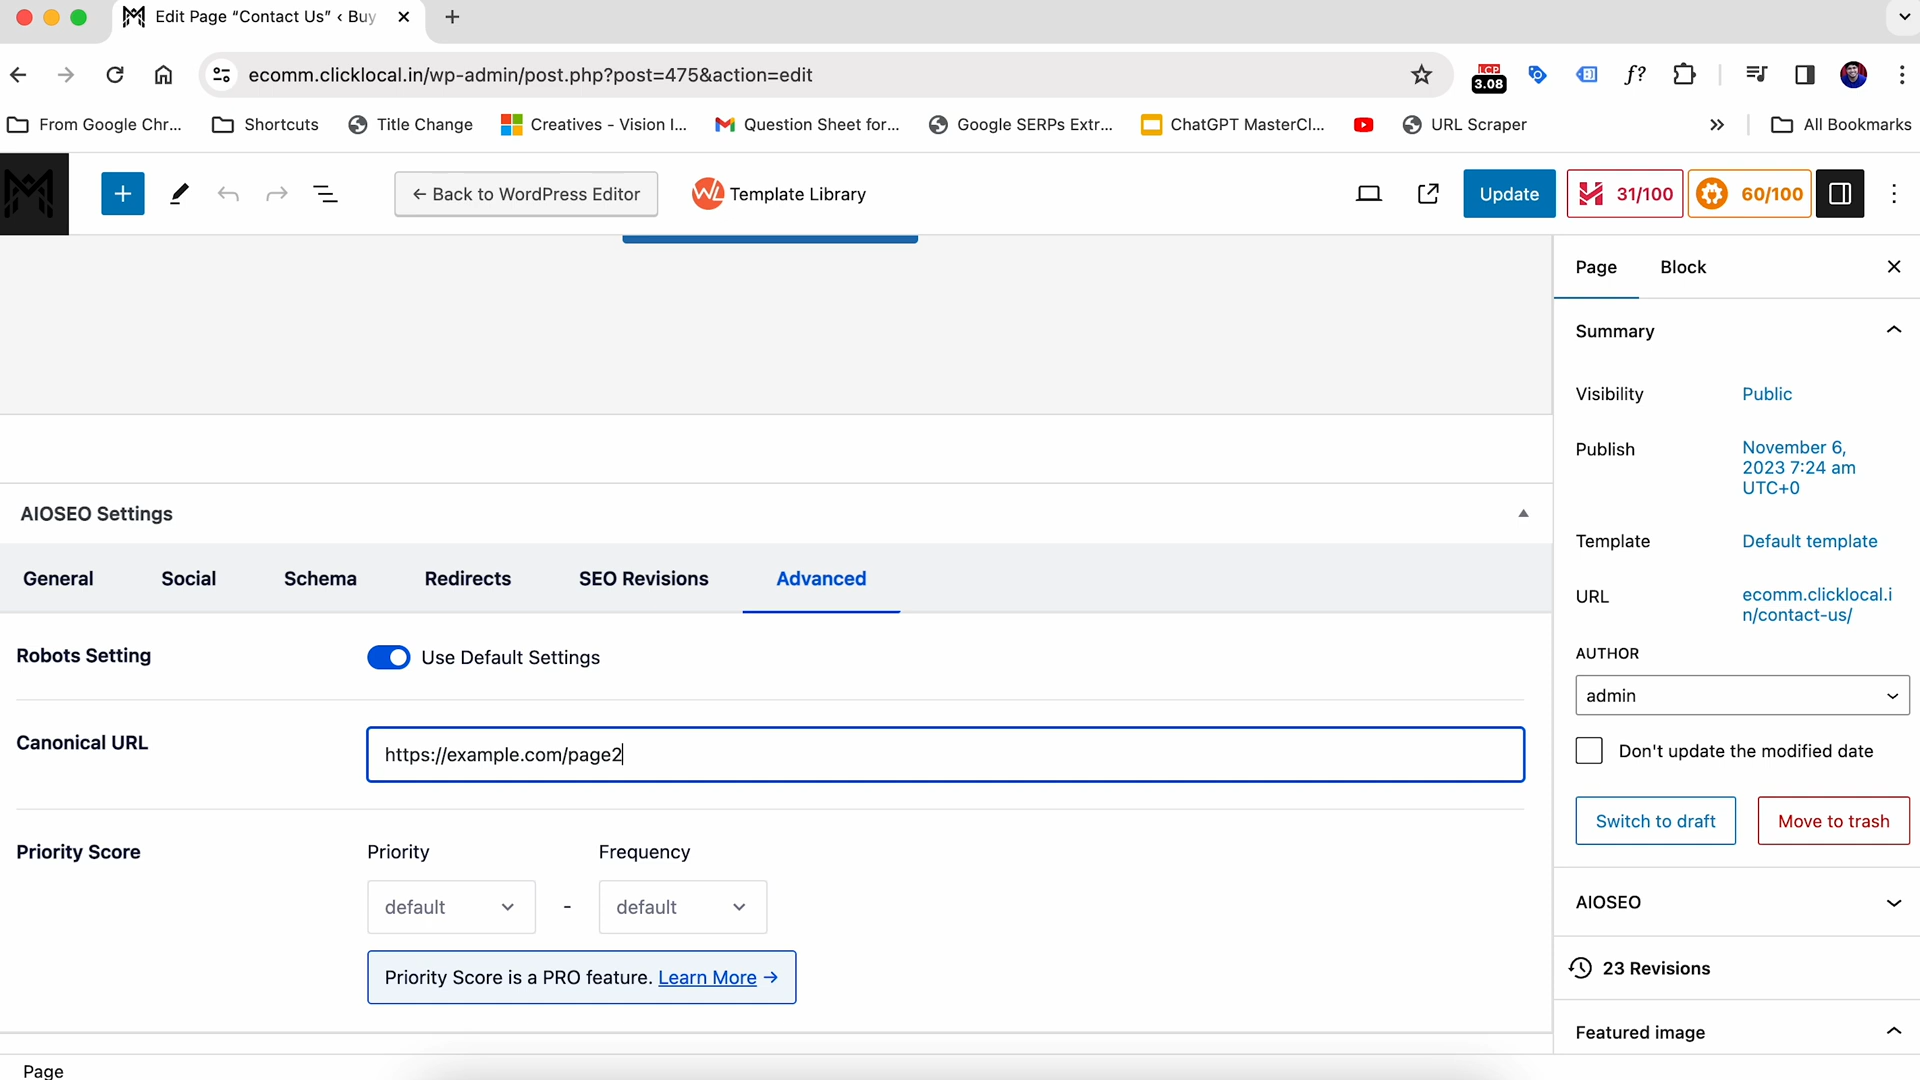 Edit Page “Contact Us” ‹ Buy
ecomm.clicklocal.in/wp-admin/post.php?post=475&action=edit
LCP
3.08
f?
From Google Chr...
Shortcuts
Title Change
Creatives - Vision I...
Question Sheet for...
Google SERPs Extr...
ChatGPT MasterCl...
URL Scraper
All Bookmarks
← Back to WordPress Editor
Template Library
Update
31/100
60/100
Page
Block
Summary
Visibility
Public
Publish
November 6,
2023 7:24 am
UTC+0
Template
Default template
URL
ecomm.clicklocal.i
n/contact-us/
AUTHOR
admin
Don't update the modified date
Switch to draft
Move to trash
AIOSEO
23 Revisions
Featured image
AIOSEO Settings
General
Social
Schema
Redirects
SEO Revisions
Advanced
Robots Setting
Use Default Settings
Canonical URL
https://example.com/page2
Priority Score
Priority
Frequency
default
-
default
Priority Score is a PRO feature. Learn More →
Page